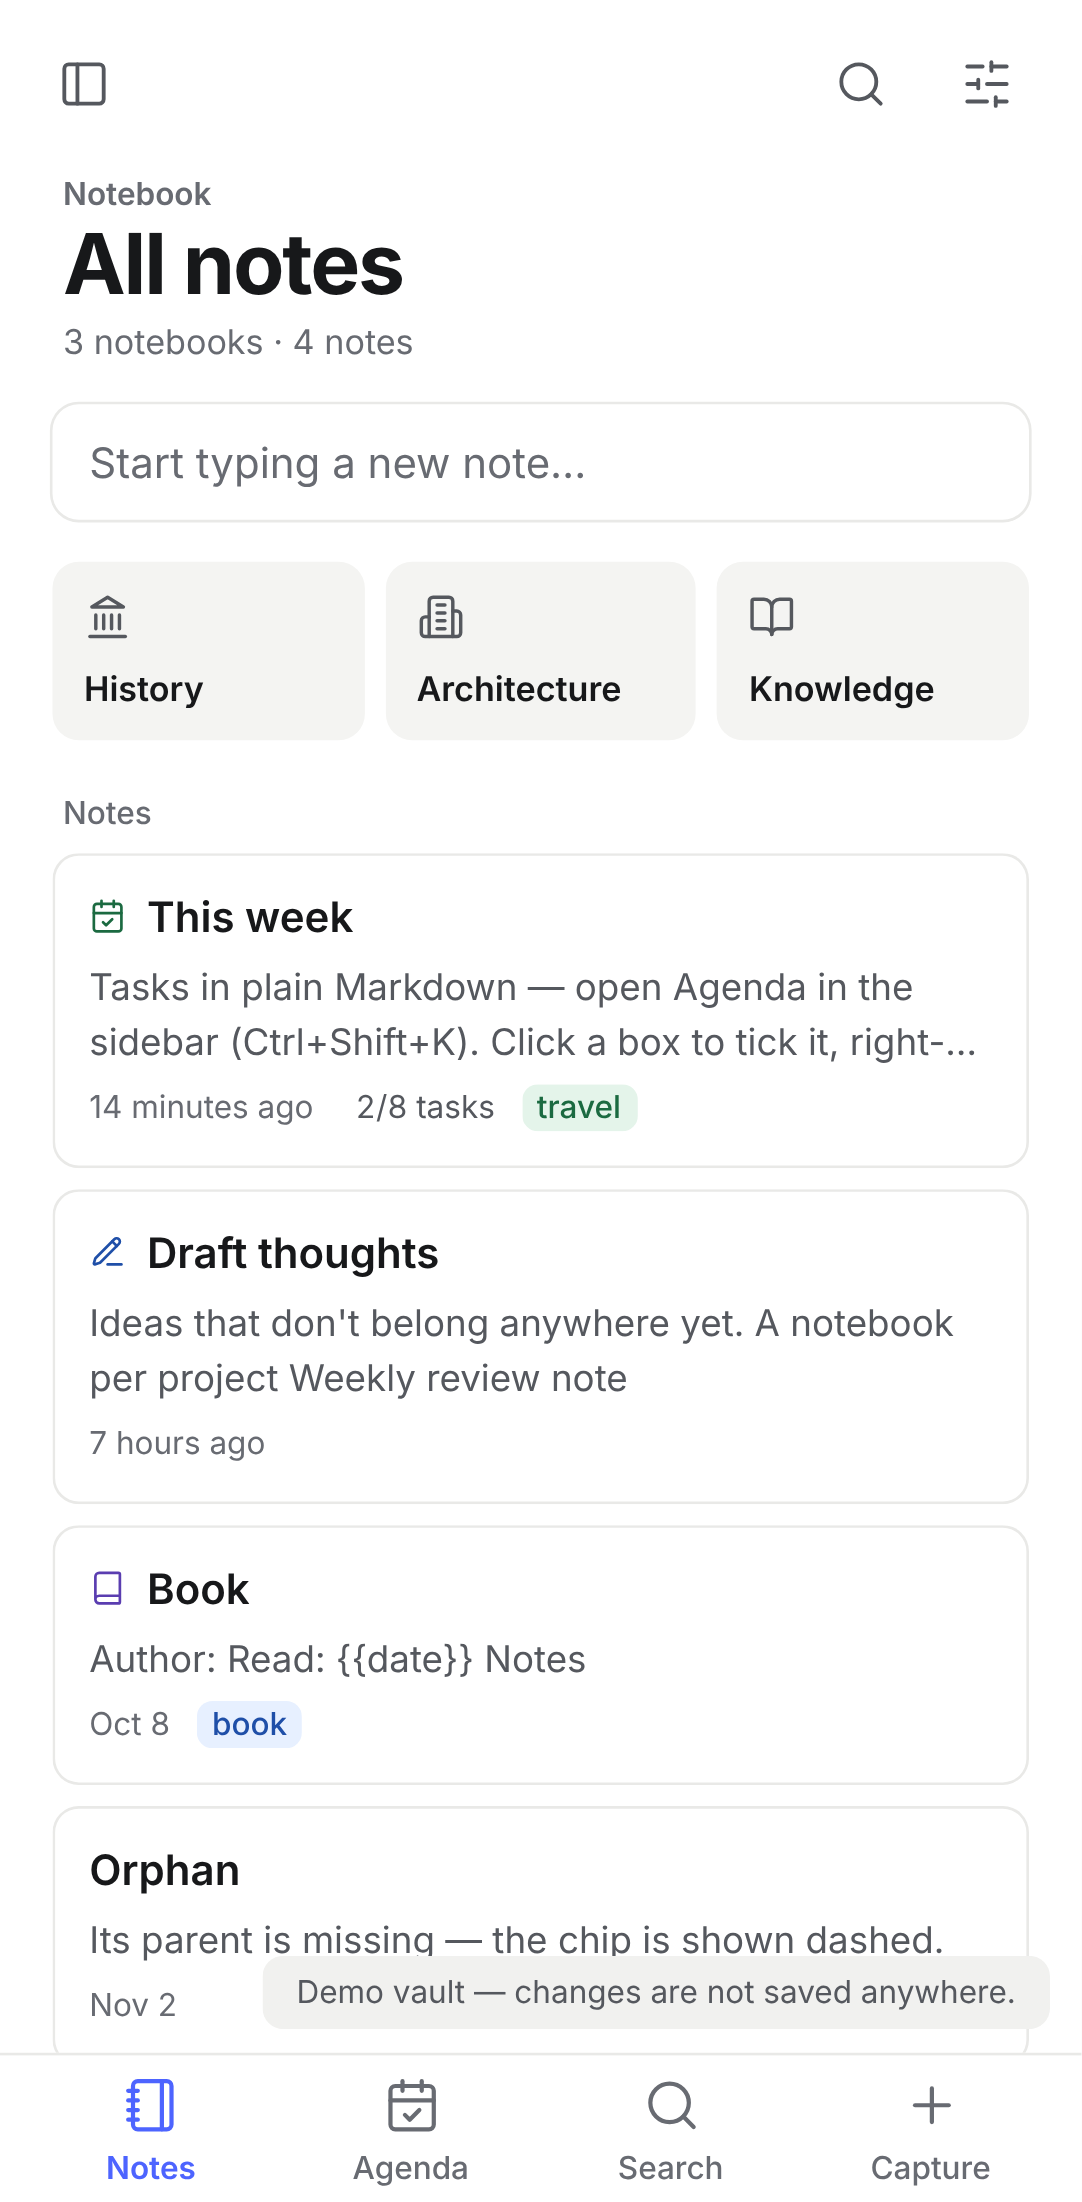 Notebook
All notes
3 notebooks · 4 notes
Start typing a new note...
History
Architecture
Knowledge
Notes
This week
Tasks in plain Markdown — open Agenda in the
sidebar (Ctrl+Shift+K). Click a box to tick it, right-...
14 minutes ago 2/8 tasks travel
Draft thoughts
Ideas that don't belong anywhere yet. A notebook
per project Weekly review note
7 hours ago
Book
Author: Read: {{date}} Notes
Oct 8 book
Orphan
Its parent is missing — the chip is shown dashed.
Nov 2
Demo vault — changes are not saved anywhere.
Notes Agenda Search Capture